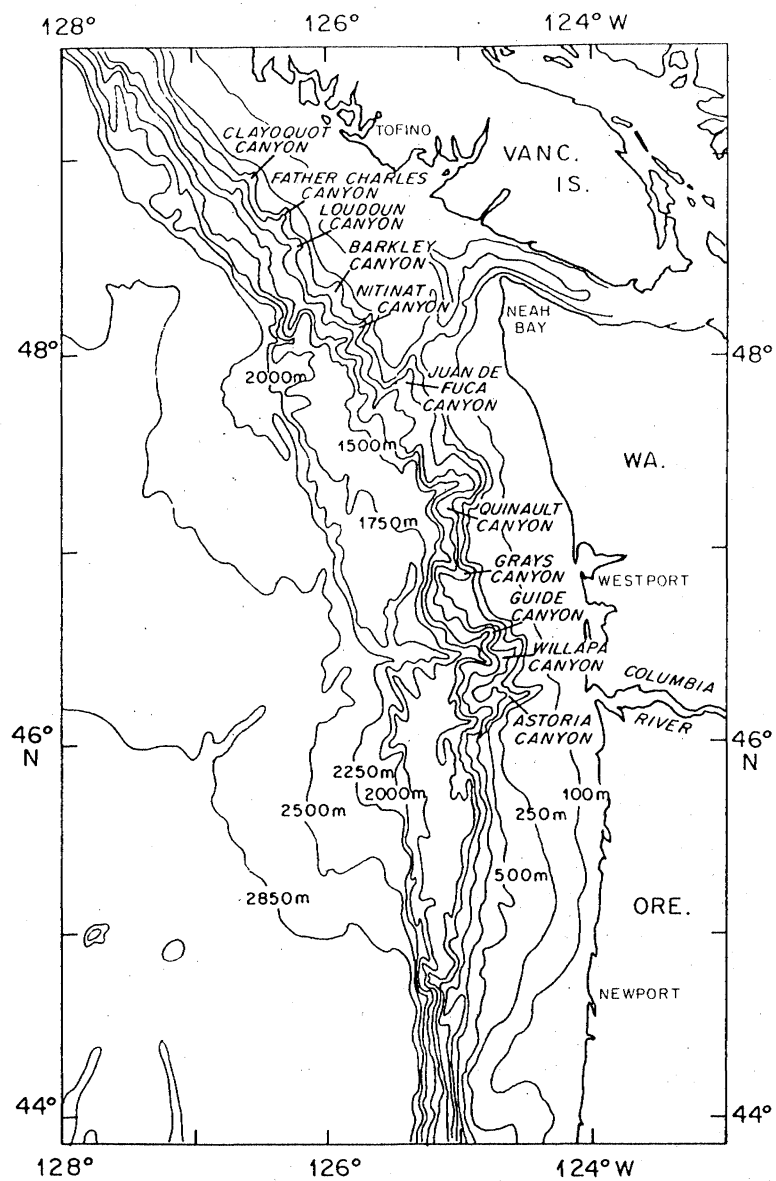 128°
126°
124° W
TOFINO
CLAYOQUOT
CANYON
VANC.
IS.
FATHER CHARLES
CANYON
LOUDOUN
CANYON
BARKLEY
CANYON
NITINAT
CANYON
NEAH
BAY
48°
48°
2000m
JUAN DE
FUCA
CANYON
1500m
WA.
QUINAULT
CANYON
1750m
GRAYS
CANYON
WESTPORT
GUIDE
CANYON
WILLAPA
CANYON
COLUMBIA
RIVER
ASTORIA
CANYON
46°
N
46°
N
2250m
2000m
100m
2500m
250m
500m
2850m
ORE.
NEWPORT
44°
44°
128°
126°
124° W